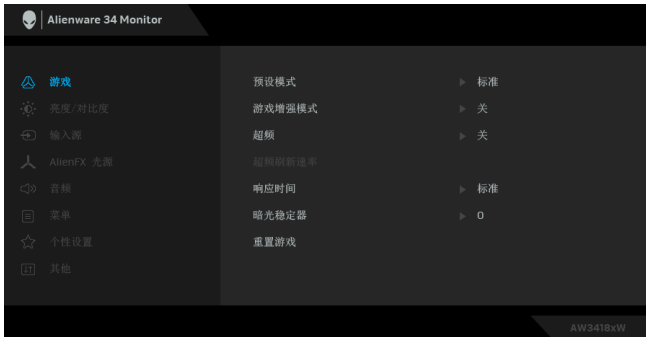 Alienware 34 Monitor
游戏
预设模式 标准
亮度/对比度
游戏增强模式 关
输入源
超频 关
AlienFX 光源
超频刷新速率
音频
响应时间 标准
菜单
暗光稳定器 0
个性设置
重置游戏
其他
AW3418xW